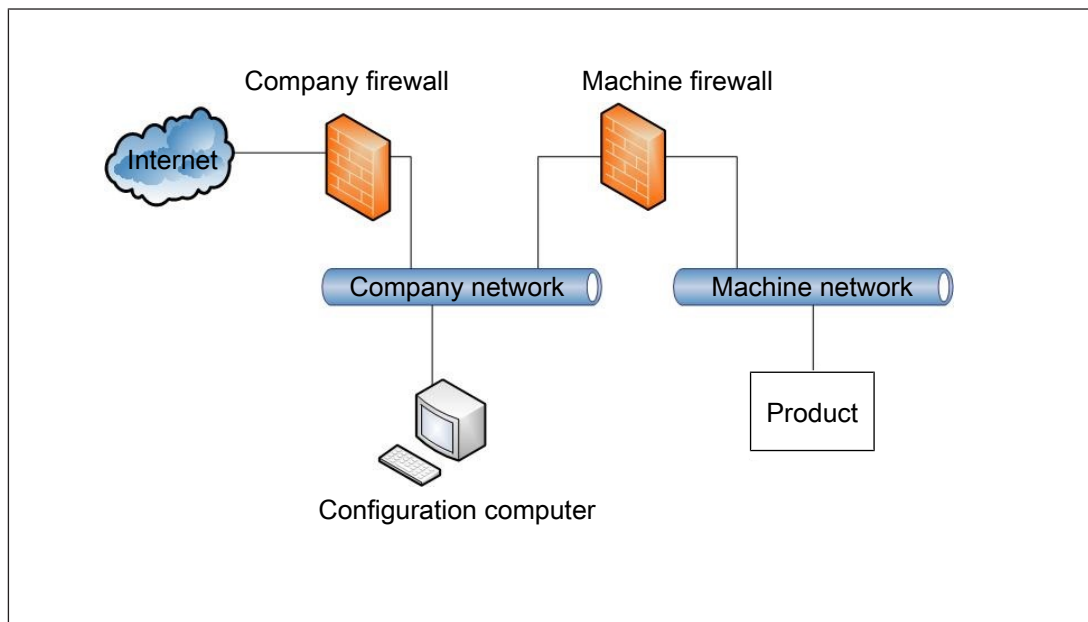 Company firewall
Machine firewall
Internet
Company network
Machine network
Product
Configuration computer